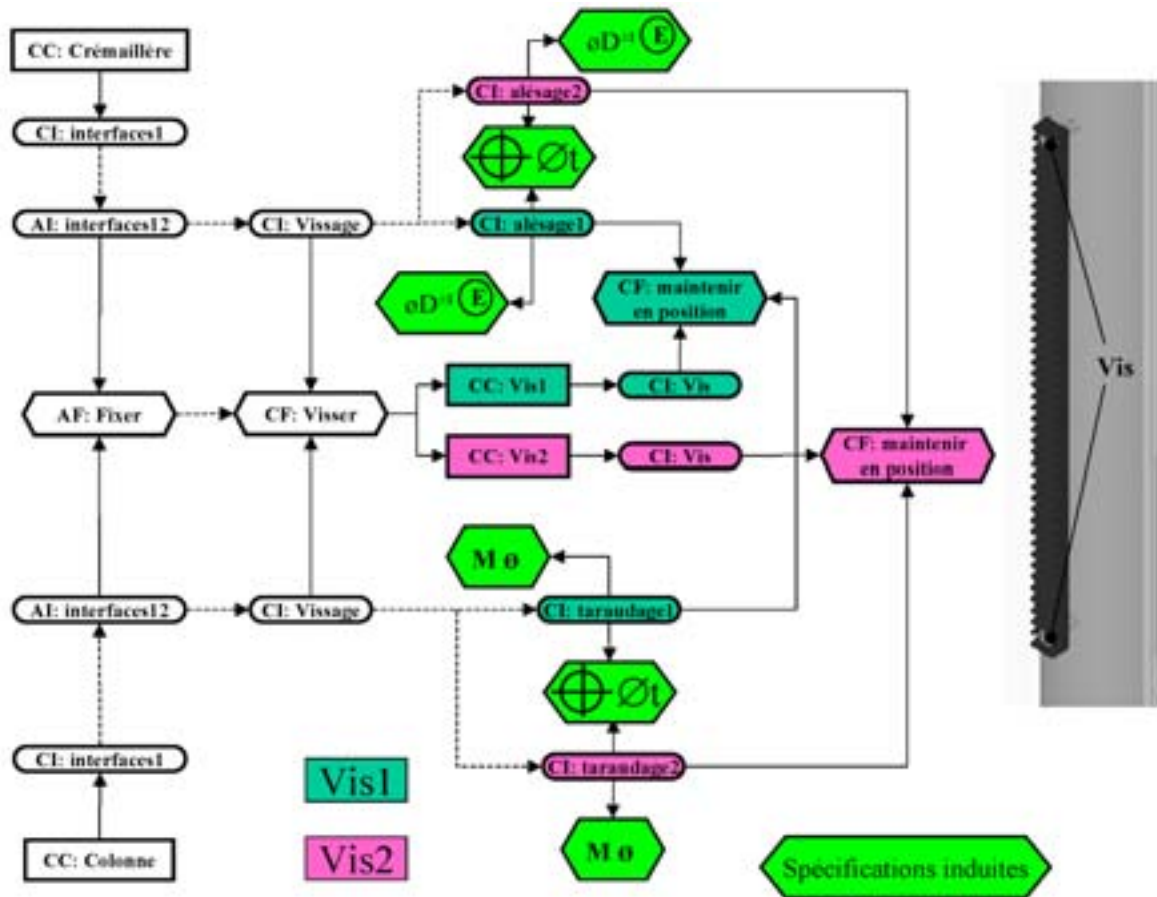 CC: Crémaillère
CI: interfaces1
AI: interfaces12
CI: Vissage
AF: Fixer
CF: Visser
øD±t E
CI: alésage2
Øt
CI: alésage1
øD±t E
CF: maintenir
en position
CC: Vis1
CI: Vis
CC: Vis2
CI: Vis
CF: maintenir
en position
Vis
M ø
AI: interfaces12
CI: Vissage
CI: taraudage1
Øt
CI: interfaces1
CI: taraudage2
CC: Colonne
M ø
Vis1
Vis2
Spécifications induites